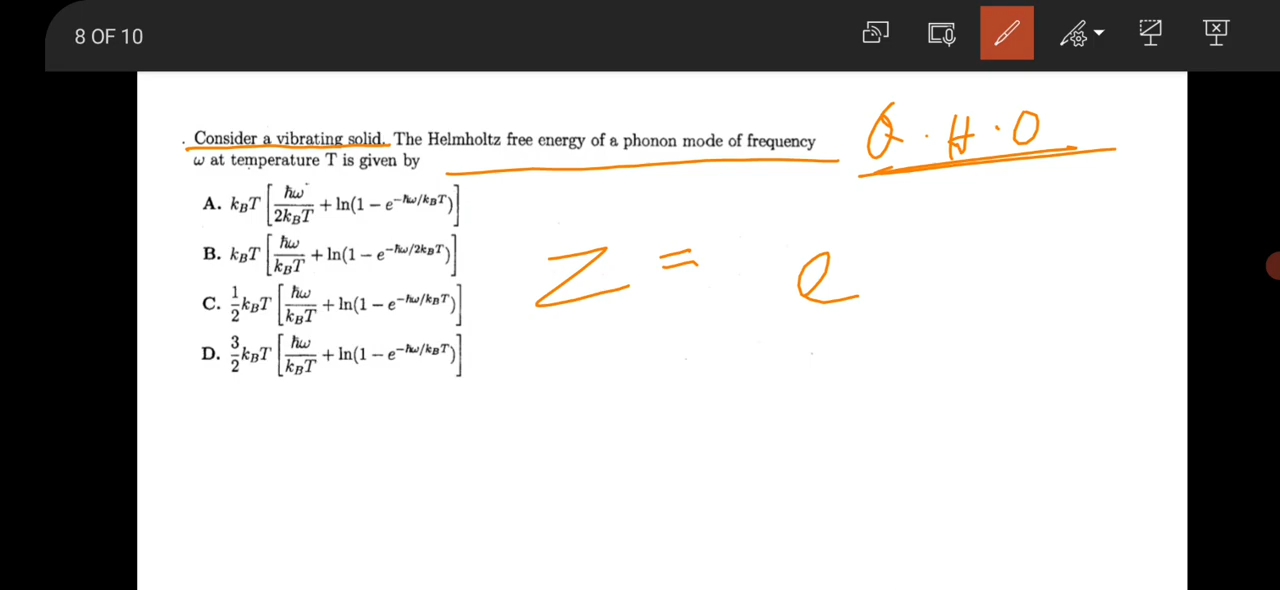 8 OF 10
. Consider a vibrating solid. The Helmholtz free energy of a phonon mode of frequency
ω at temperature T is given by
Q. H. O
A. k_BT [ħω/2k_BT + ln(1 − e^{−ħω/k_BT})]
B. k_BT [ħω/k_BT + ln(1 − e^{−ħω/2k_BT})]
C. 1/2 k_BT [ħω/k_BT + ln(1 − e^{−ħω/k_BT})]
D. 3/2 k_BT [ħω/k_BT + ln(1 − e^{−ħω/k_BT})]
Z = e